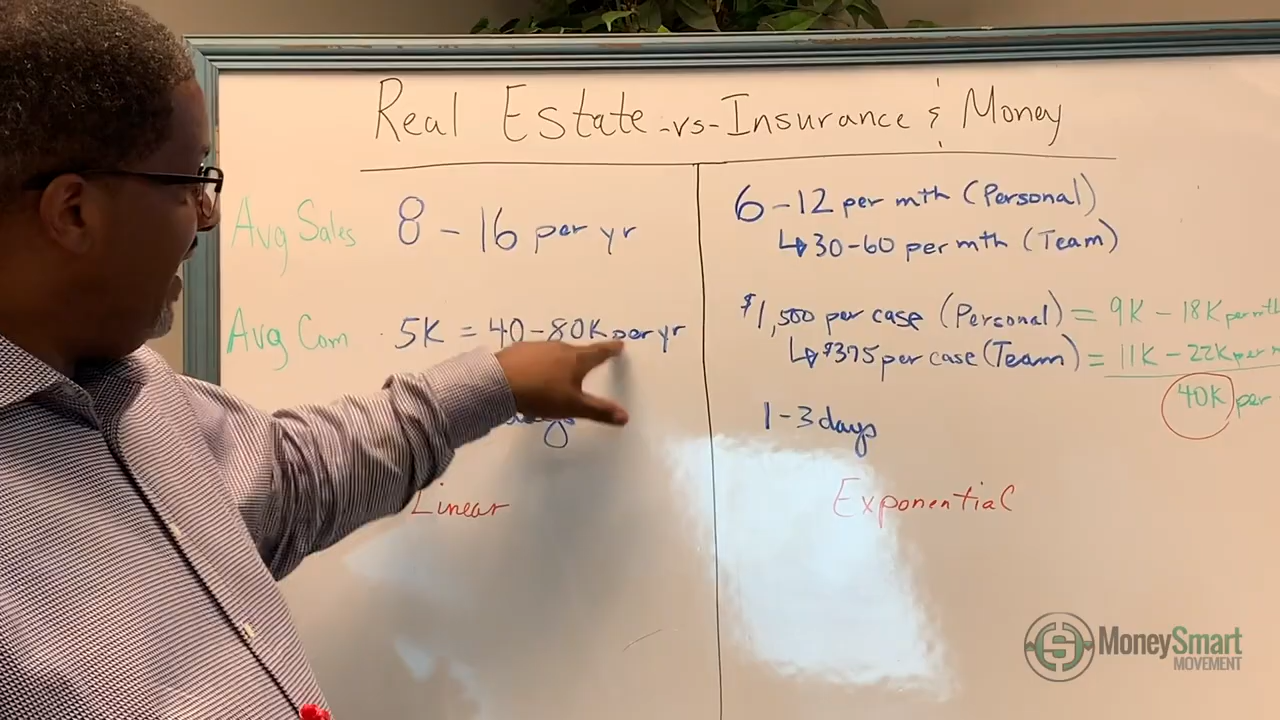 Real Estate -vs- Insurance & Money
Avg Sales 8 - 16 per yr
6 - 12 per mth (Personal)
↳ 30-60 per mth (Team)
Avg Com 5K = 40 - 80K per yr
$1,500 per case (Personal) = 9K - 18K per mth
↳ $375 per case (Team) = 11K - 22K per
40K per
days
1 - 3 days
Linear
Exponential
MoneySmart
MOVEMENT